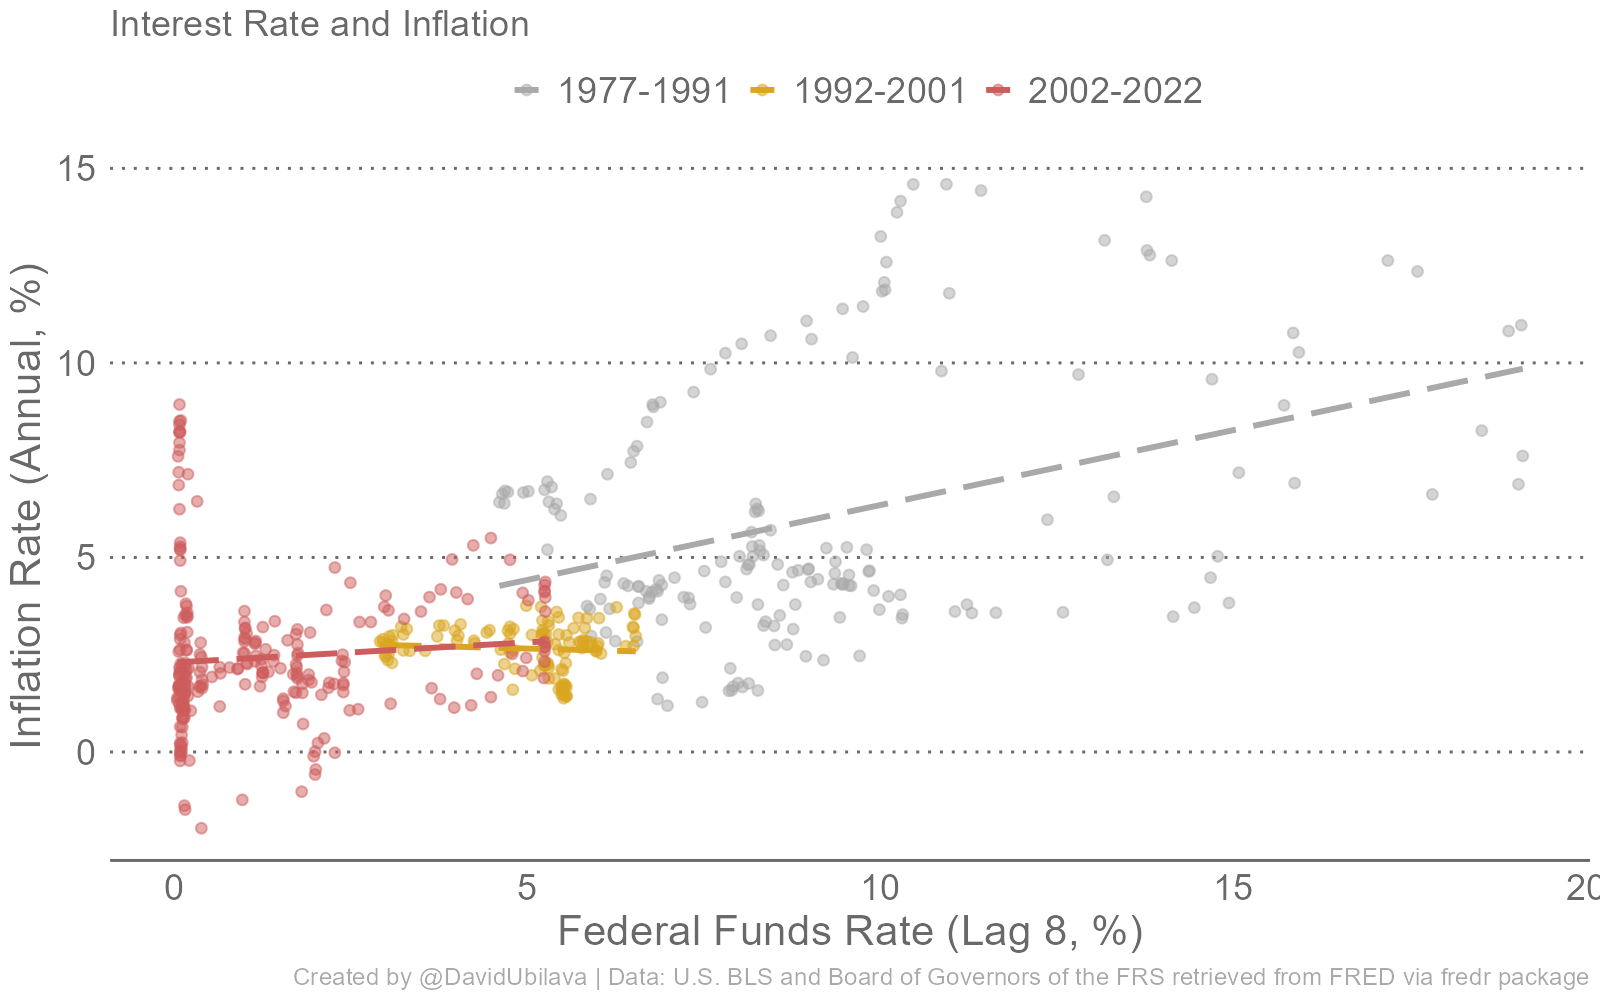 Interest Rate and Inflation
1977-1991 1992-2001 2002-2022
Inflation Rate (Annual, %)
15
10
5
0
0 5 10 15 20
Federal Funds Rate (Lag 8, %)
Created by @DavidUbilava | Data: U.S. BLS and Board of Governors of the FRS retrieved from FRED via fredr package